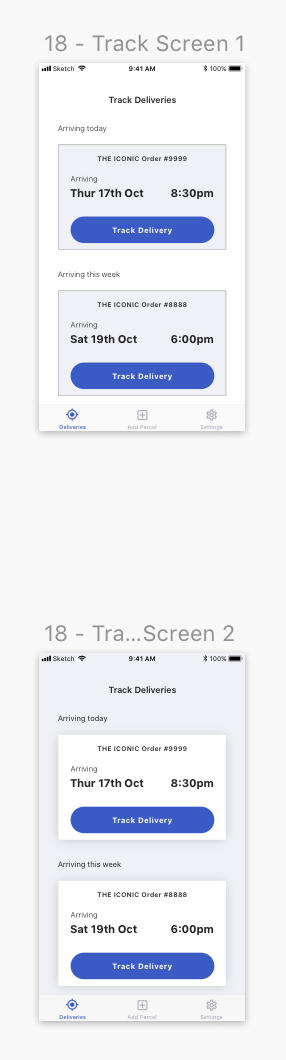 18 - Track Screen 1
Sketch 9:41 AM 100%
Track Deliveries
Arriving today
THE ICONIC Order #9999
Arriving
Thur 17th Oct 8:30pm
Track Delivery
Arriving this week
THE ICONIC Order #8888
Arriving
Sat 19th Oct 6:00pm
Track Delivery
Deliveries Add Parcel Settings
18 - Tra...Screen 2
Sketch 9:41 AM 100%
Track Deliveries
Arriving today
THE ICONIC Order #9999
Arriving
Thur 17th Oct 8:30pm
Track Delivery
Arriving this week
THE ICONIC Order #8888
Arriving
Sat 19th Oct 6:00pm
Track Delivery
Deliveries Add Parcel Settings